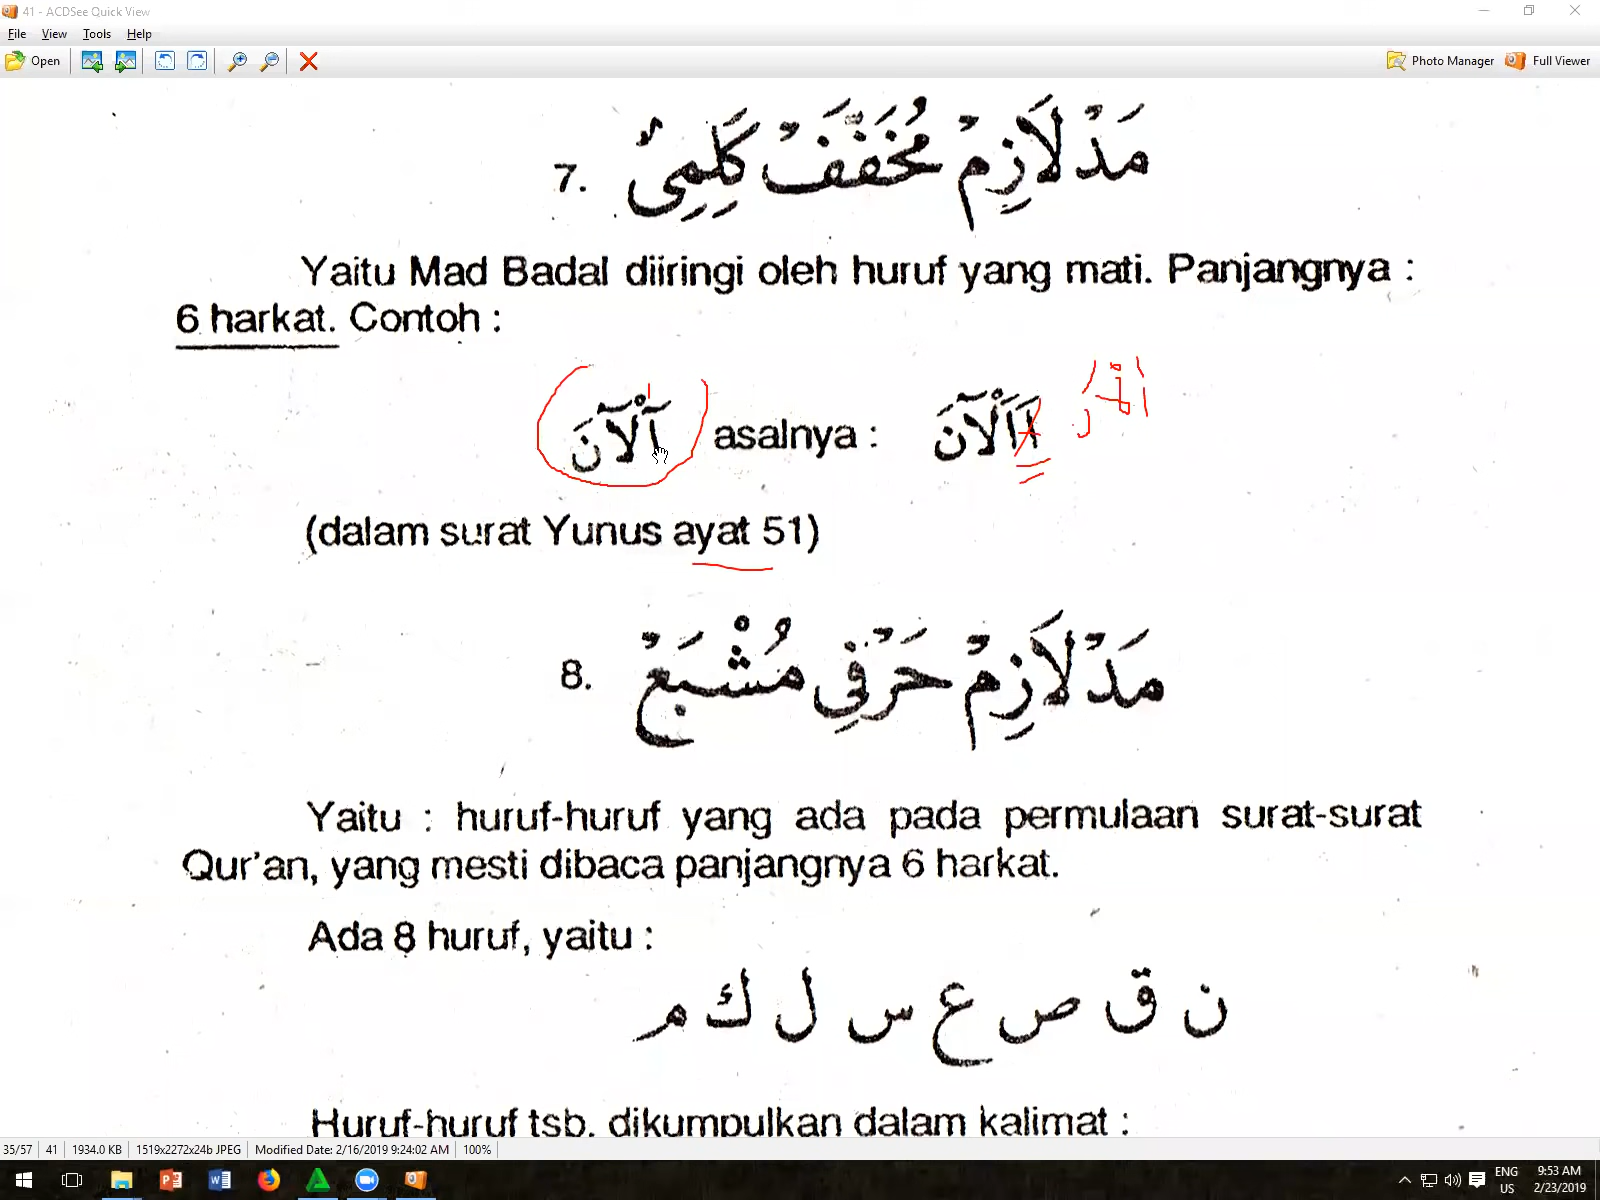 41 - ACDSee Quick View
File View Tools Help
Open Photo Manager Full Viewer
7. مَدْ لَازِمْ مُخَفَّفْ كَلِمِىْ
Yaitu Mad Badal diiringi oleh huruf yang mati. Panjangnya :
6 harkat. Contoh :
آلْآنَ asalnya : اَاَلْآنَ
(dalam surat Yunus ayat 51)
8. مَدْ لَازِمْ حَرْفِي مُشْبَعْ
Yaitu : huruf-huruf yang ada pada permulaan surat-surat
Qur'an, yang mesti dibaca panjangnya 6 harkat.
Ada 8 huruf, yaitu :
ن ق ص ع س ل ك م
Huruf-huruf tsb. dikumpulkan dalam kalimat :
35/57 41 1934.0 KB 1519x2272x24b JPEG Modified Date: 2/16/2019 9:24:02 AM 100%
ENG 9:53 AM
US 2/23/2019